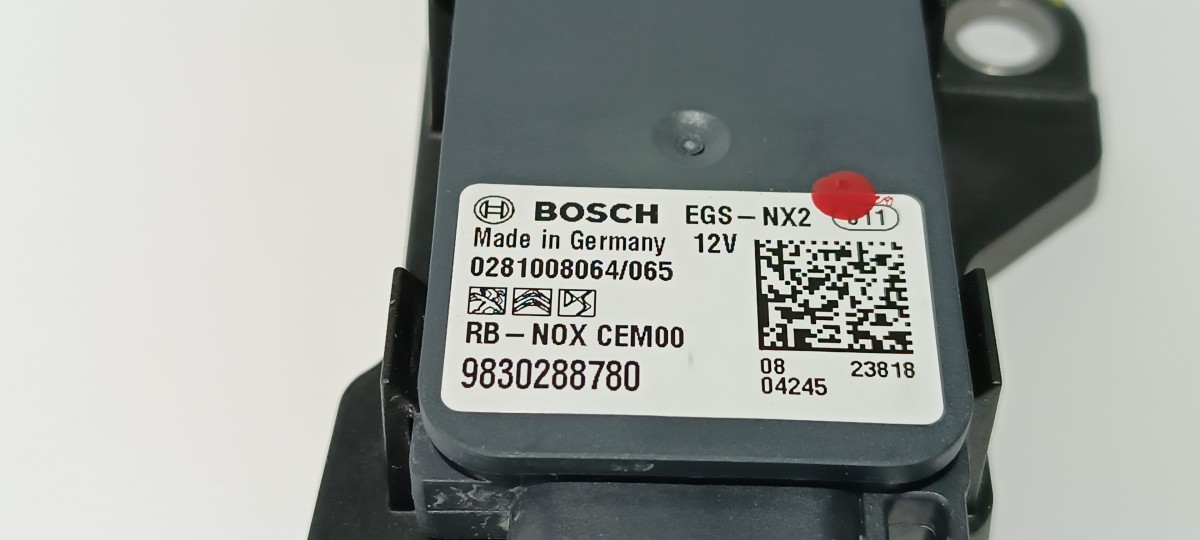 BOSCH EGS-NX2
Made in Germany 12V
0281008064/065
RB-NOX CEM00
9830288780
08 23818
04245